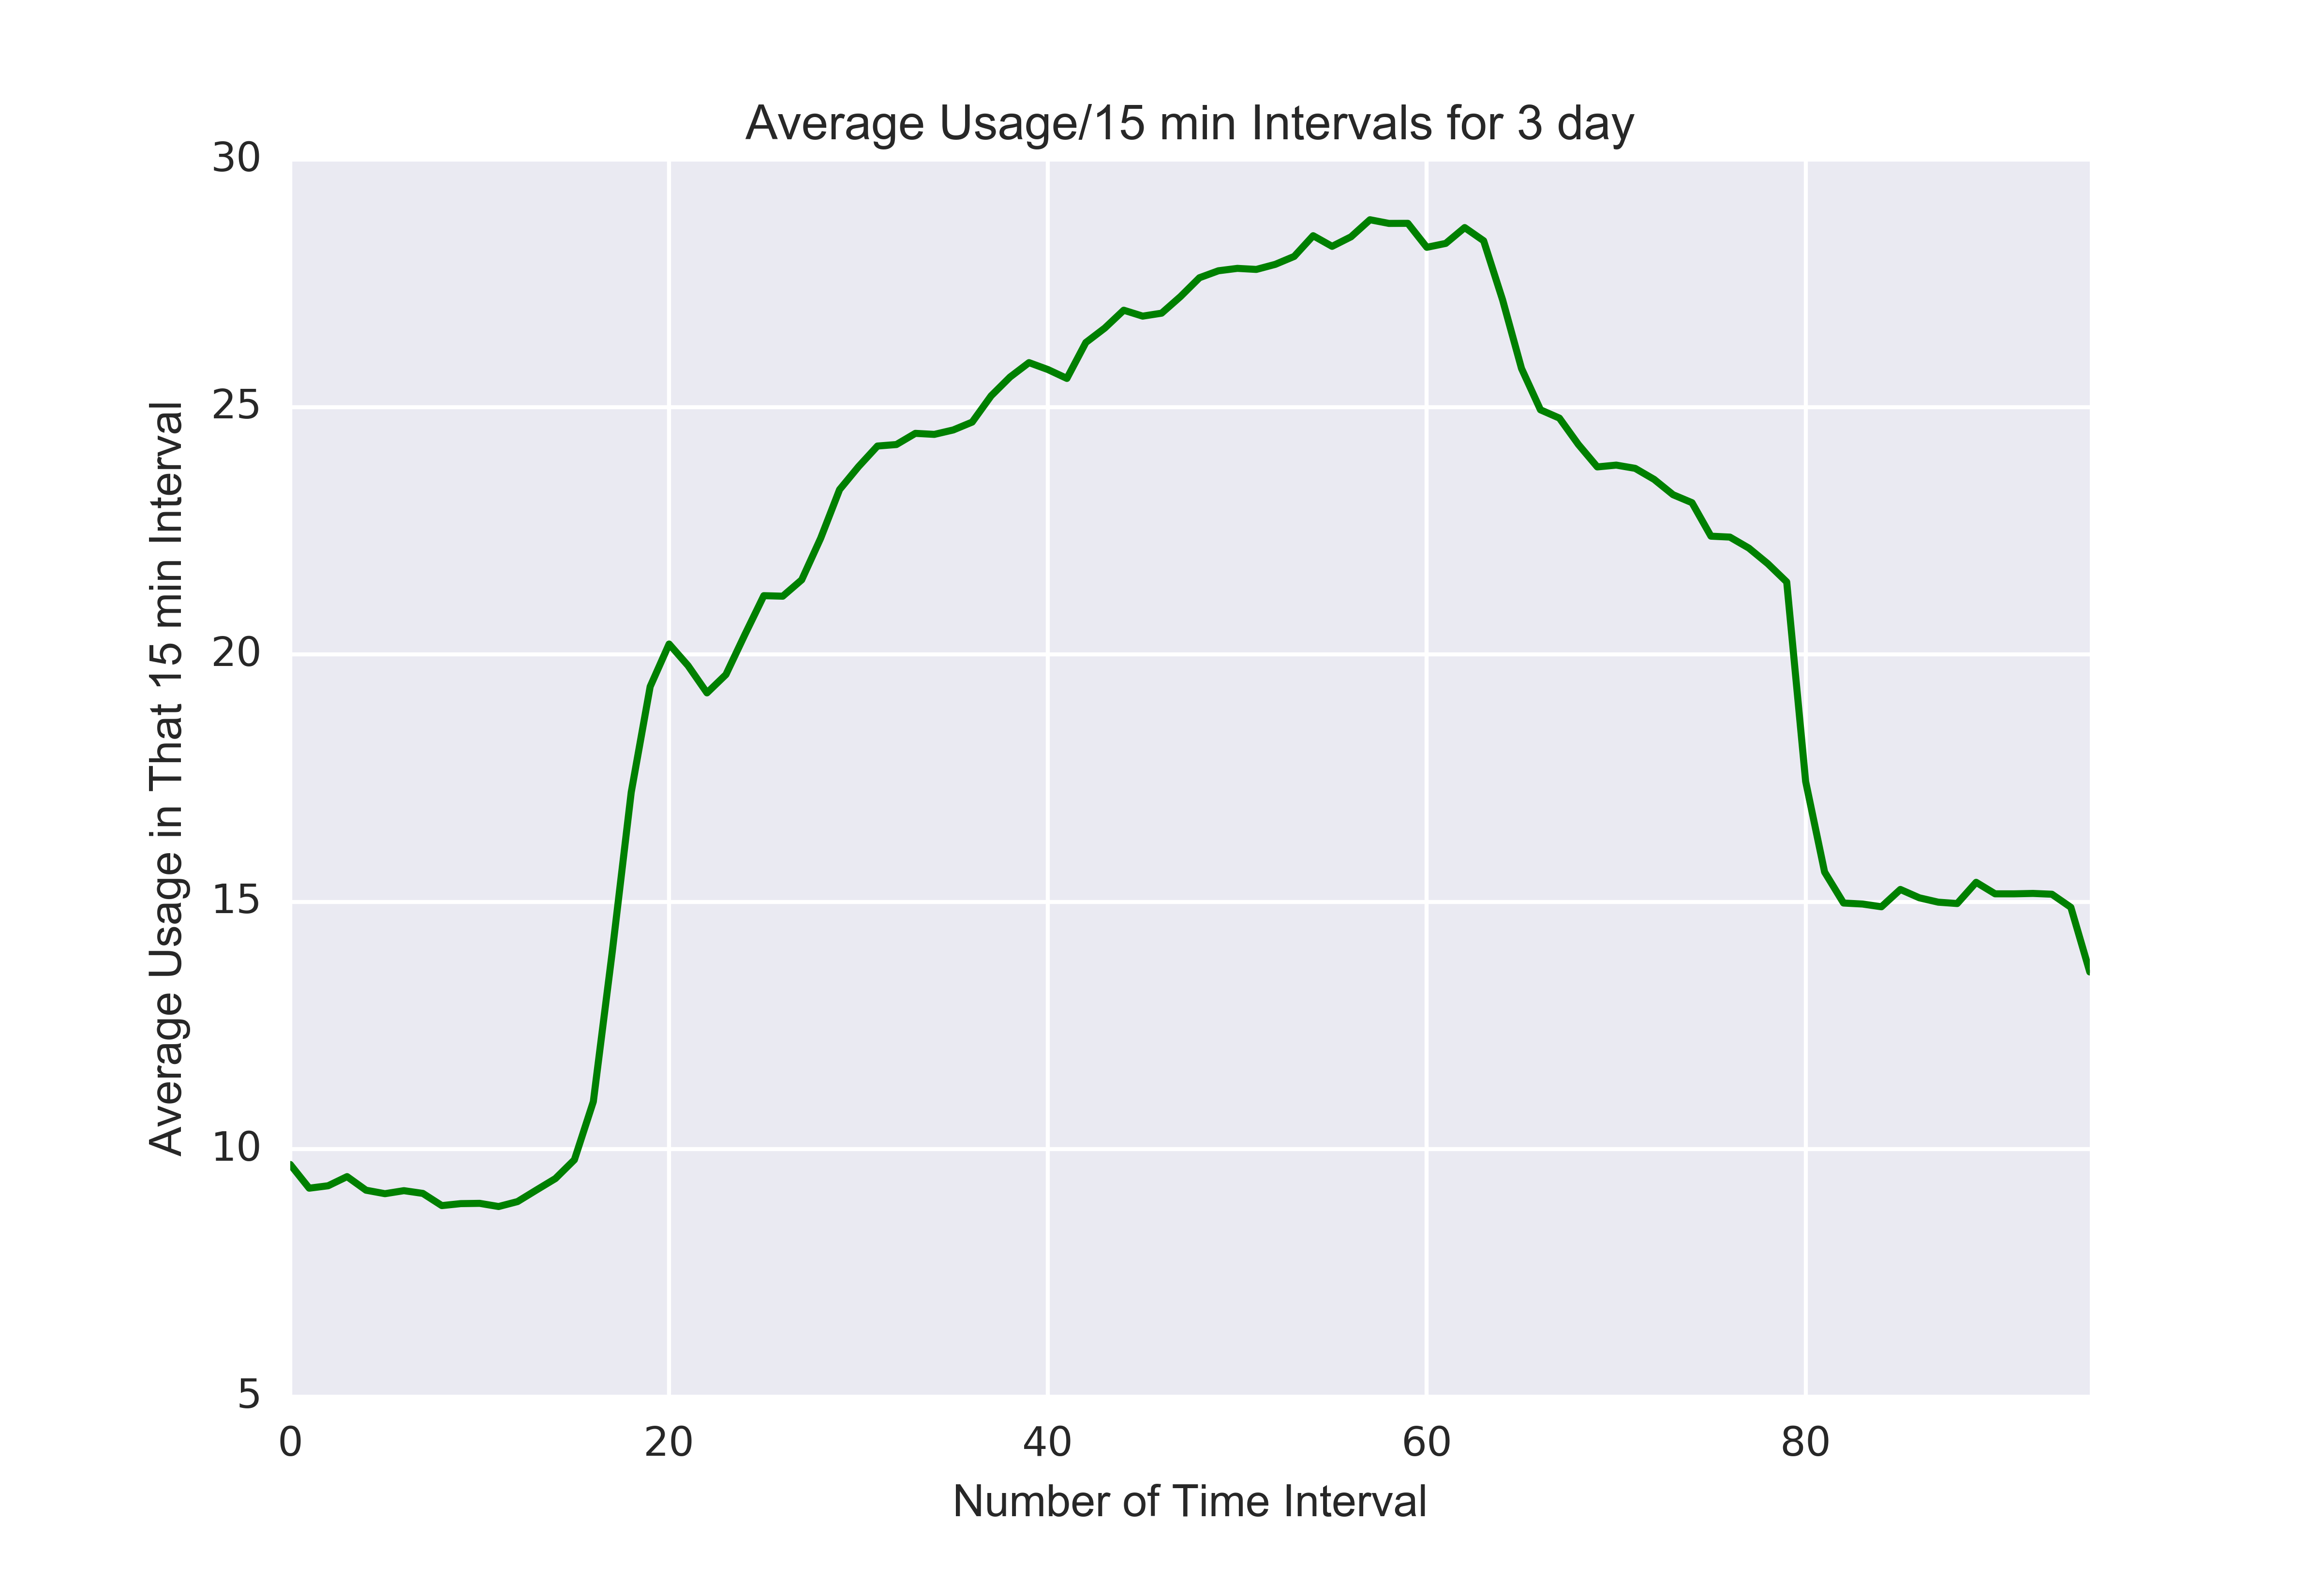 Average Usage/15 min Intervals for 3 day
30
25
20
15
10
5
Average Usage in That 15 min Interval
0 20 40 60 80
Number of Time Interval